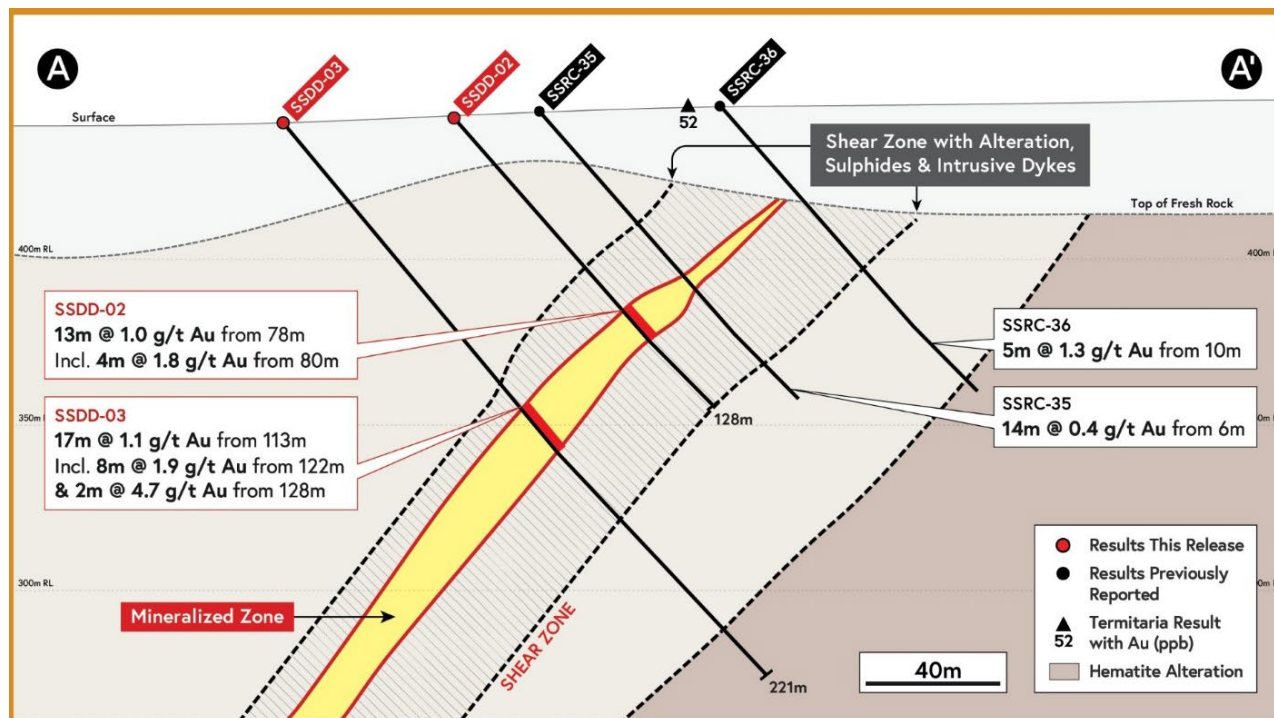 A
A'
SSDD-03
SSDD-02
SSRC-35
SSRC-36
52
Surface
Shear Zone with Alteration,
Sulphides & Intrusive Dykes
Top of Fresh Rock
400m RL
400m R
SSDD-02
13m @ 1.0 g/t Au from 78m
Incl. 4m @ 1.8 g/t Au from 80m
SSRC-36
5m @ 1.3 g/t Au from 10m
350m R
SSDD-03
17m @ 1.1 g/t Au from 113m
Incl. 8m @ 1.9 g/t Au from 122m
& 2m @ 4.7 g/t Au from 128m
SSRC-35
14m @ 0.4 g/t Au from 6m
128m
300m RL
Mineralized Zone
SHEAR ZONE
221m
40m
Results This Release
Results Previously
Reported
Termitaria Result
52 with Au (ppb)
Hematite Alteration